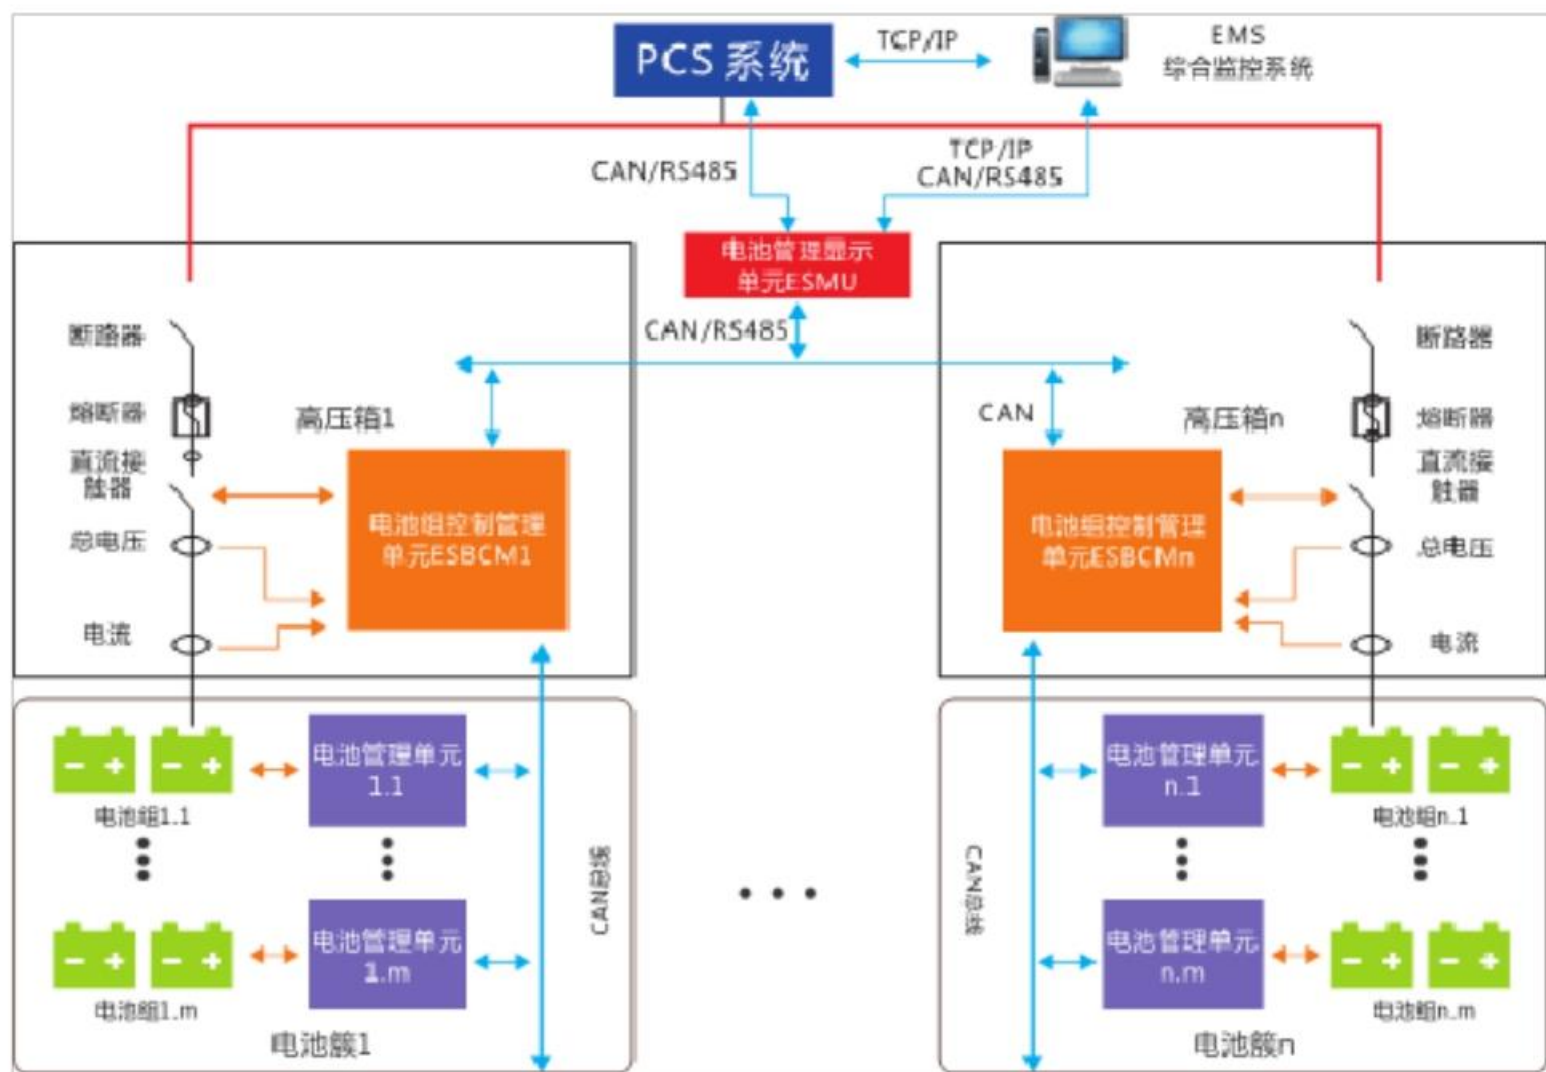 PCS 系统
TCP/IP
EMS
综合监控系统
CAN/RS485
TCP/IP
CAN/RS485
电池管理显示
单元ESMU
CAN/RS485
断路器
熔断器
直流接
触器
总电压
电流
高压箱1
电池组控制管理
单元ESBCM1
CAN
高压箱n
电池组控制管理
单元ESBCMn
断路器
熔断器
直流接
触器
总电压
电流
电池组1.1
电池管理单元
1.1
电池组1.m
电池管理单元
1.m
CAN总线
电池簇1
CAN总线
电池管理单元
n.1
电池组n.1
电池管理单元
n.m
电池组n.m
电池簇n